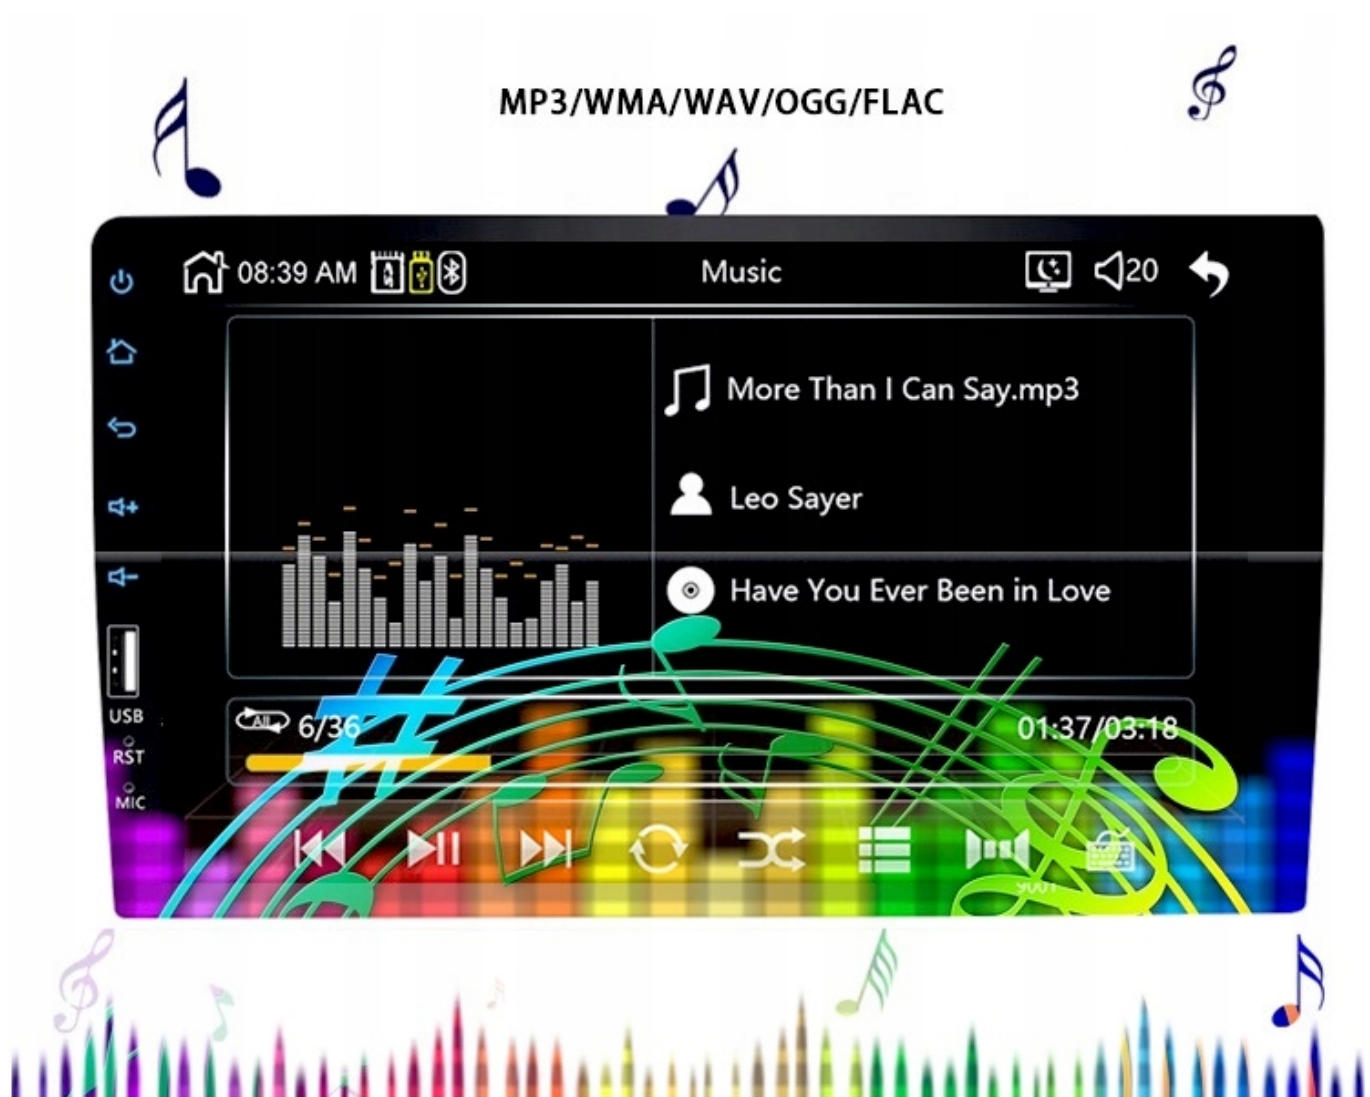 MP3/WMA/WAV/OGG/FLAC
08:39 AM Music 20
More Than I Can Say.mp3
Leo Sayer
Have You Ever Been in Love
USB
All 6/36 01:37/03:18
RST
MIC
9001